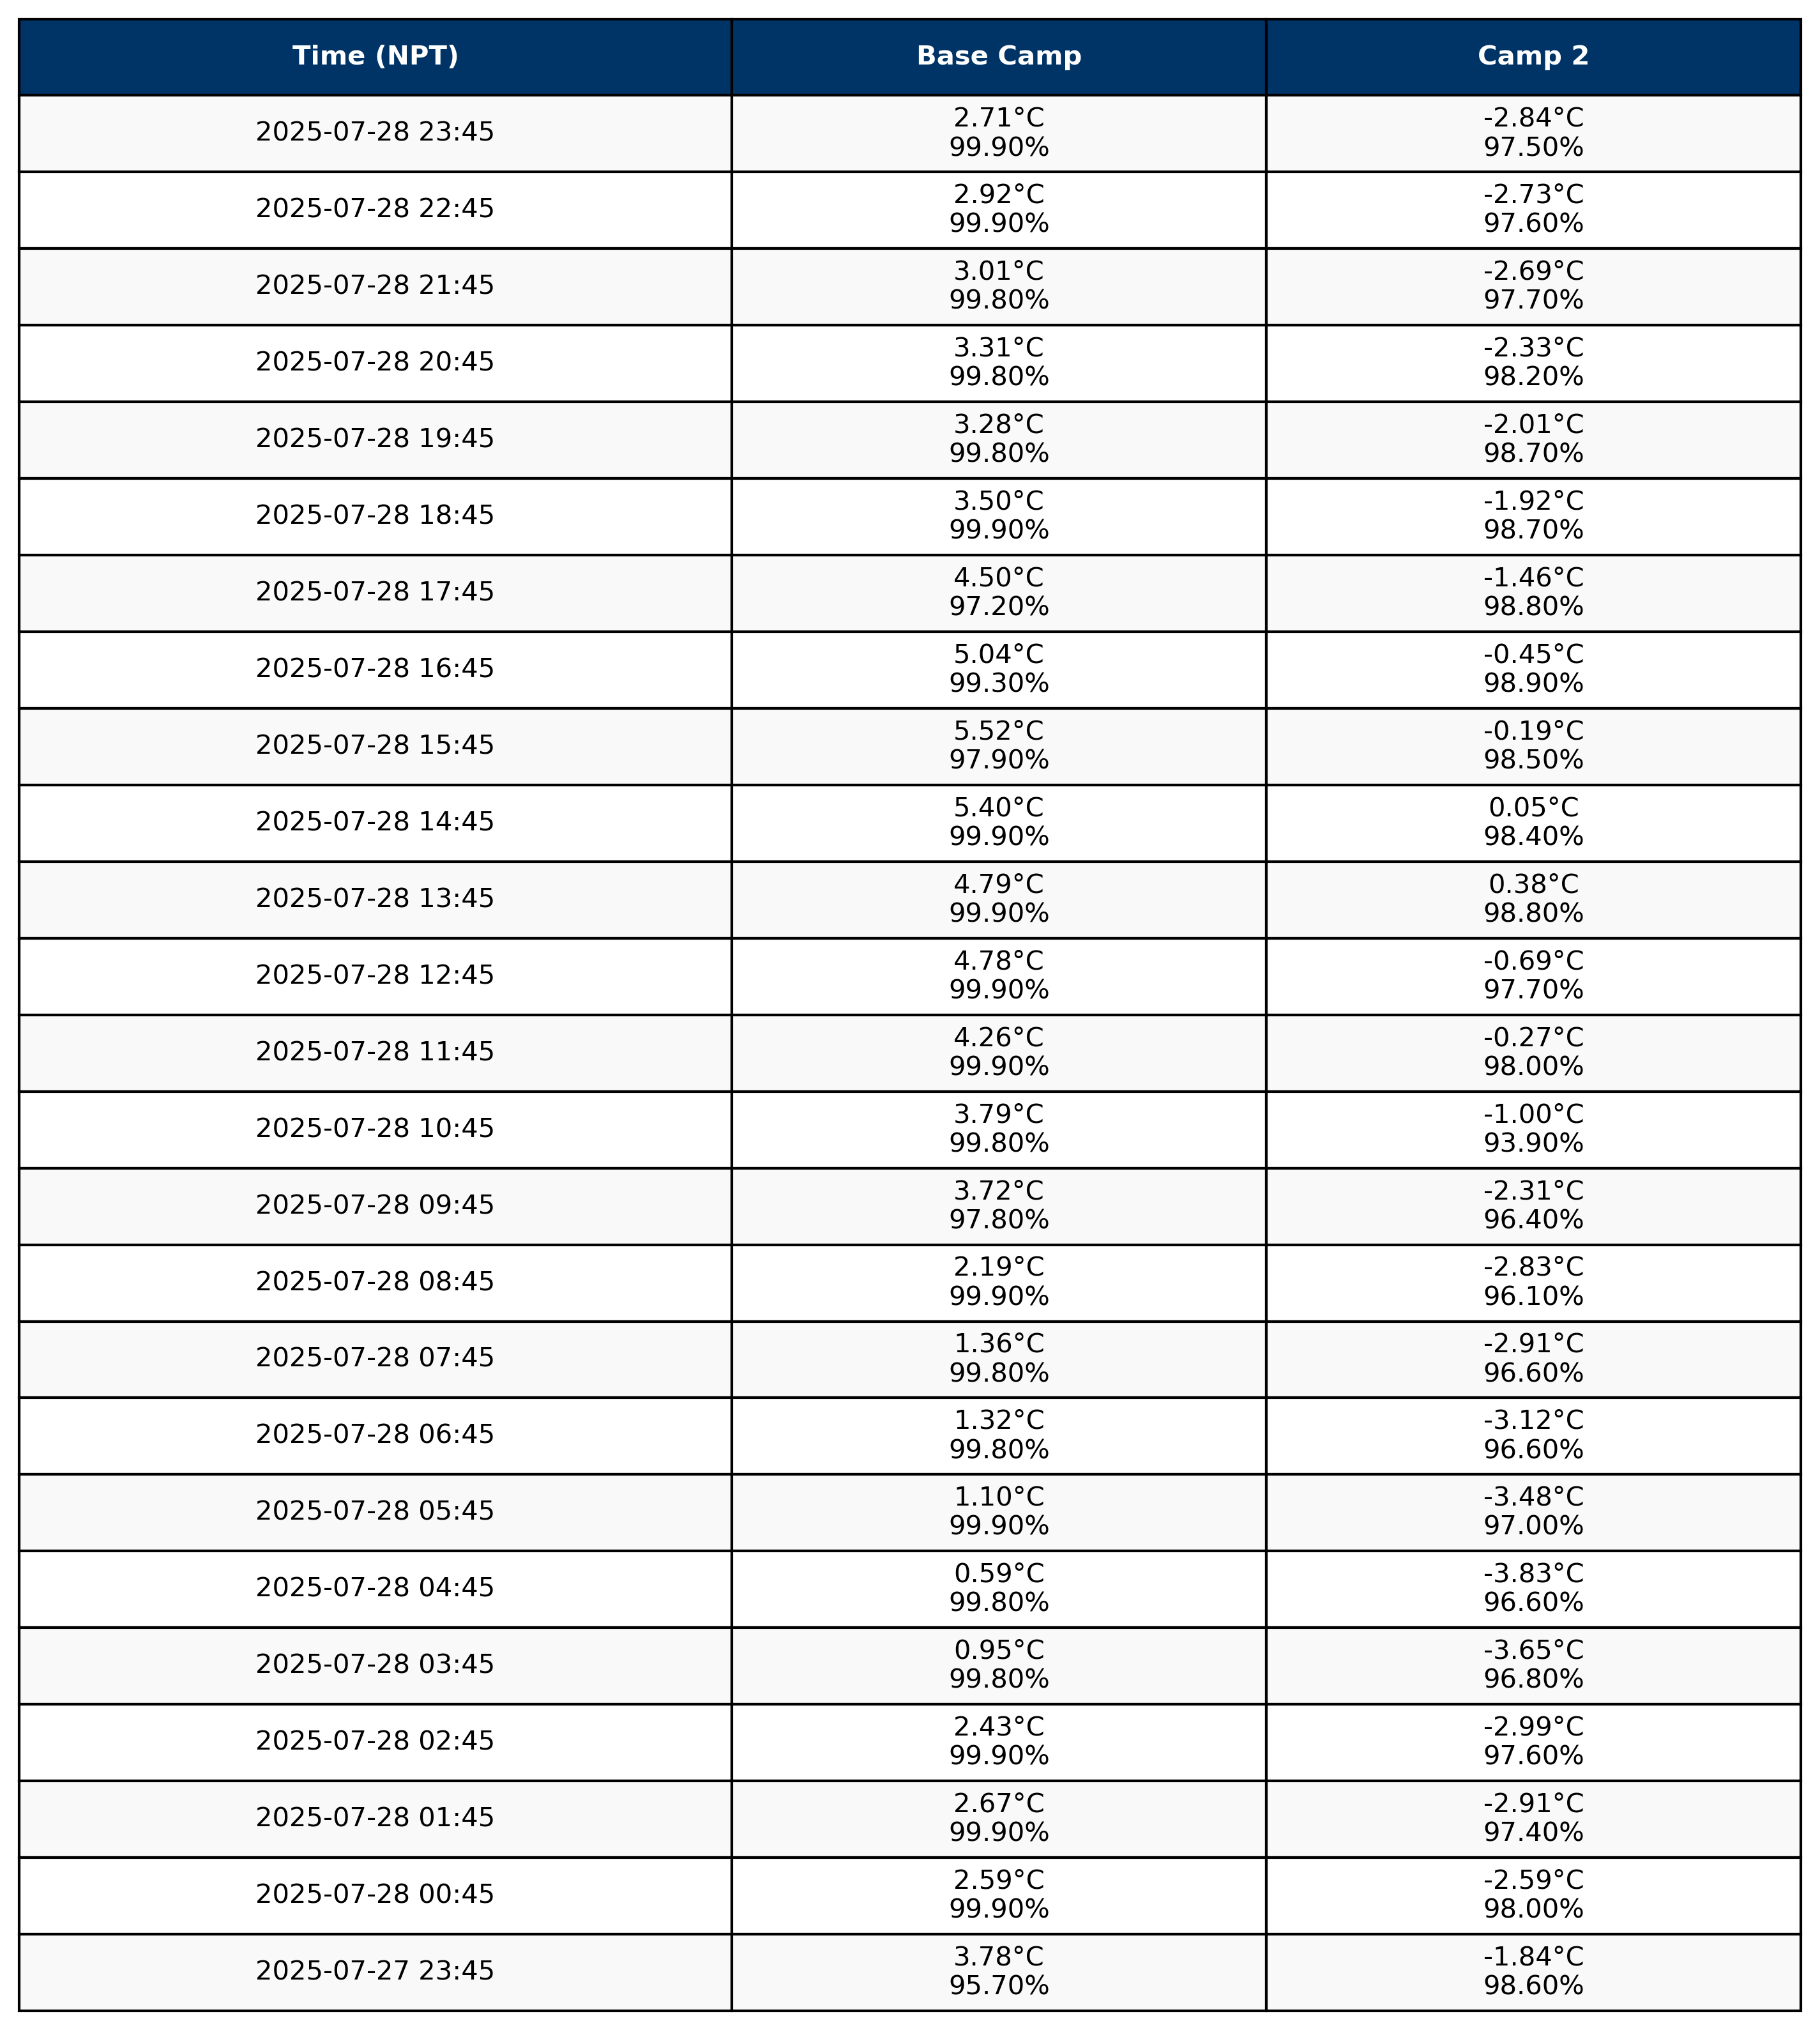 Time (NPT) Base Camp Camp 2
2025-07-28 23:45 2.71°C -2.84°C
99.90% 97.50%
2025-07-28 22:45 2.92°C -2.73°C
99.90% 97.60%
2025-07-28 21:45 3.01°C -2.69°C
99.80% 97.70%
2025-07-28 20:45 3.31°C -2.33°C
99.80% 98.20%
2025-07-28 19:45 3.28°C -2.01°C
99.80% 98.70%
2025-07-28 18:45 3.50°C -1.92°C
99.90% 98.70%
2025-07-28 17:45 4.50°C -1.46°C
97.20% 98.80%
2025-07-28 16:45 5.04°C -0.45°C
99.30% 98.90%
2025-07-28 15:45 5.52°C -0.19°C
97.90% 98.50%
2025-07-28 14:45 5.40°C 0.05°C
99.90% 98.40%
2025-07-28 13:45 4.79°C 0.38°C
99.90% 98.80%
2025-07-28 12:45 4.78°C -0.69°C
99.90% 97.70%
2025-07-28 11:45 4.26°C -0.27°C
99.90% 98.00%
2025-07-28 10:45 3.79°C -1.00°C
99.80% 93.90%
2025-07-28 09:45 3.72°C -2.31°C
97.80% 96.40%
2025-07-28 08:45 2.19°C -2.83°C
99.90% 96.10%
2025-07-28 07:45 1.36°C -2.91°C
99.80% 96.60%
2025-07-28 06:45 1.32°C -3.12°C
99.80% 96.60%
2025-07-28 05:45 1.10°C -3.48°C
99.90% 97.00%
2025-07-28 04:45 0.59°C -3.83°C
99.80% 96.60%
2025-07-28 03:45 0.95°C -3.65°C
99.80% 96.80%
2025-07-28 02:45 2.43°C -2.99°C
99.90% 97.60%
2025-07-28 01:45 2.67°C -2.91°C
99.90% 97.40%
2025-07-28 00:45 2.59°C -2.59°C
99.90% 98.00%
2025-07-27 23:45 3.78°C -1.84°C
95.70% 98.60%